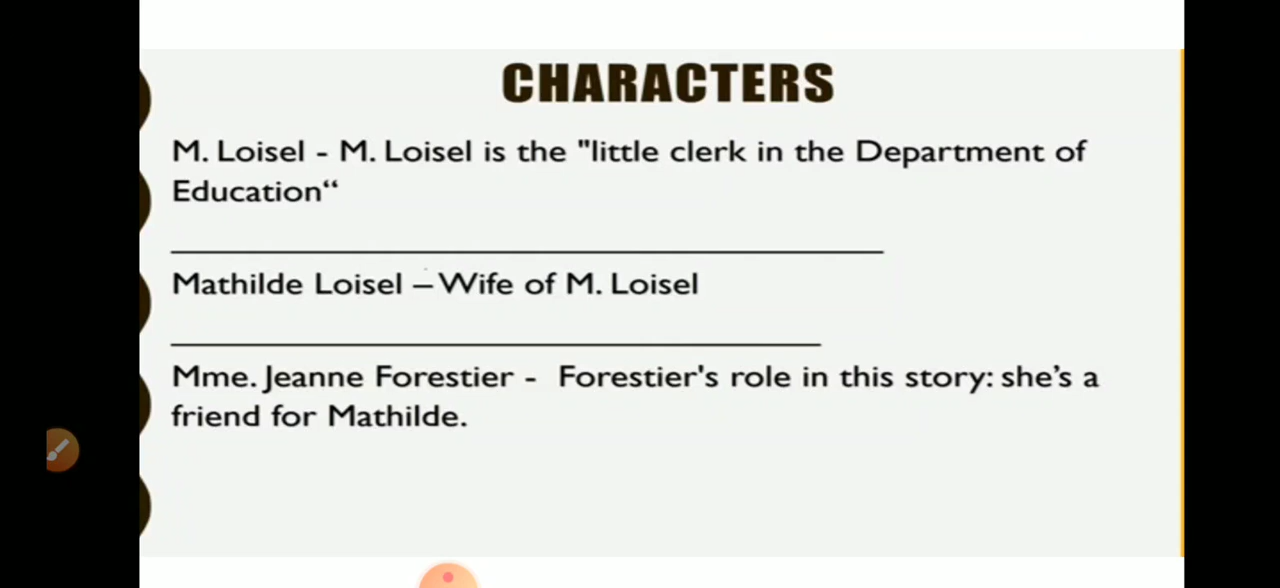 CHARACTERS
M. Loisel - M. Loisel is the "little clerk in the Department of
Education“
Mathilde Loisel – Wife of M. Loisel
Mme. Jeanne Forestier -  Forestier's role in this story: she’s a
friend for Mathilde.